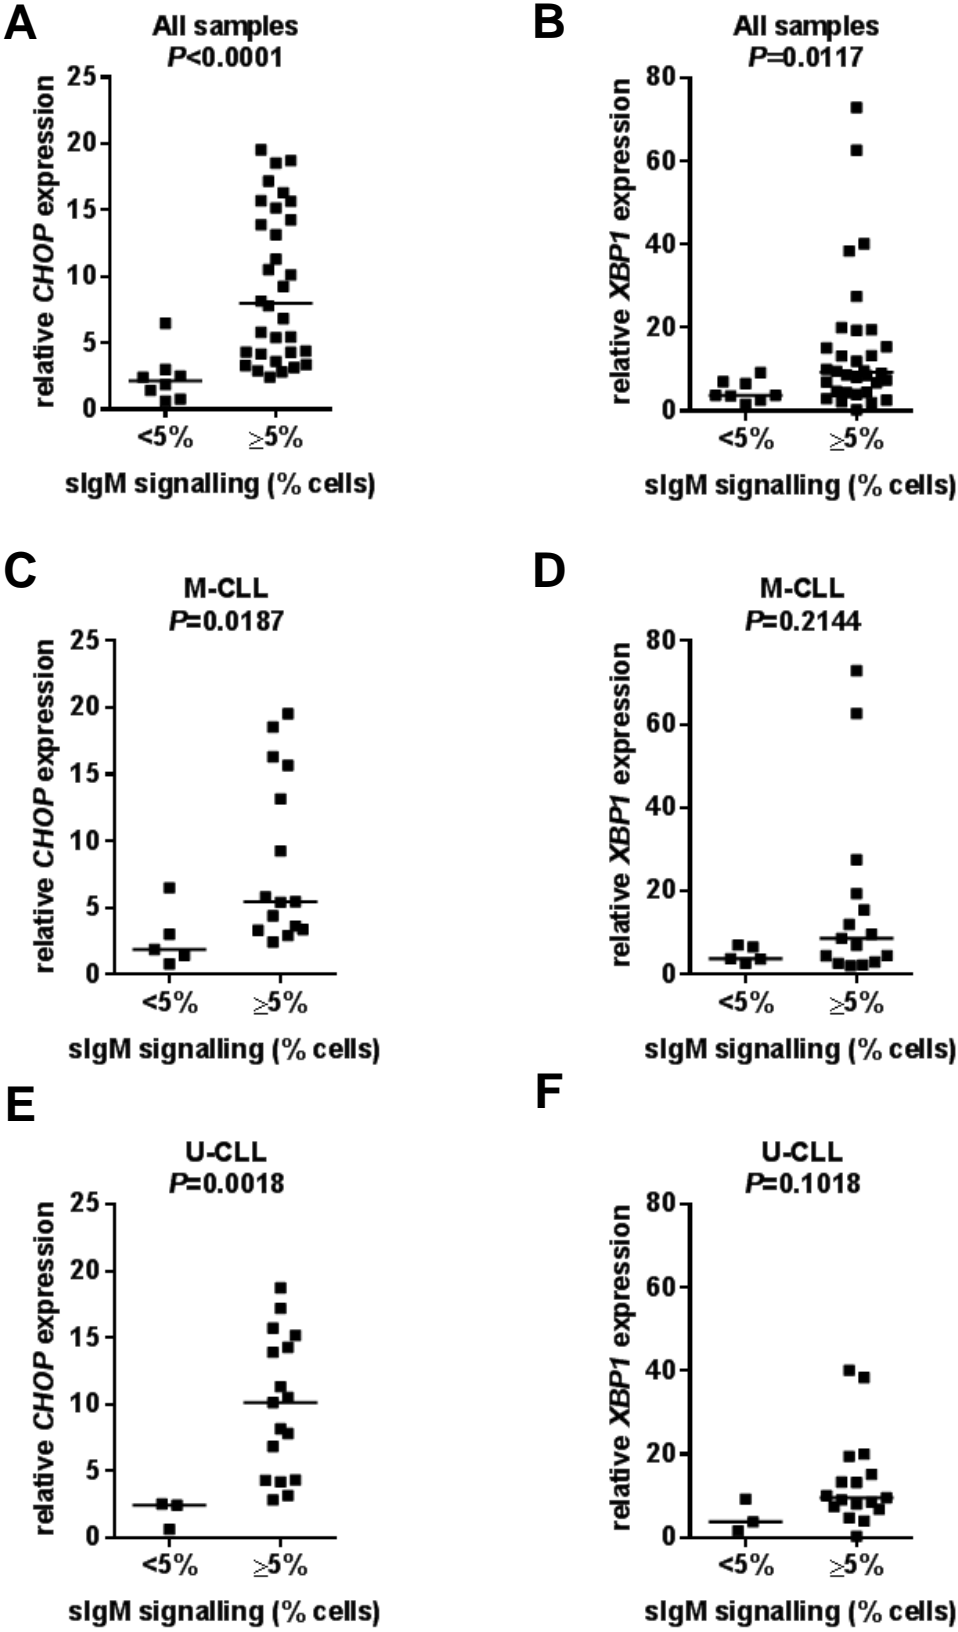 A
All samples
P<0.0001
relative CHOP expression
25
20
15
10
5
0
<5%
≥5%
sIgM signalling (% cells)
B
All samples
P=0.0117
relative XBP1 expression
80
60
40
20
0
<5%
≥5%
sIgM signalling (% cells)
C
M-CLL
P=0.0187
relative CHOP expression
25
20
15
10
5
0
<5%
≥5%
sIgM signalling (% cells)
D
M-CLL
P=0.2144
relative XBP1 expression
80
60
40
20
0
<5%
≥5%
sIgM signalling (% cells)
E
U-CLL
P=0.0018
relative CHOP expression
25
20
15
10
5
0
<5%
≥5%
sIgM signalling (% cells)
F
U-CLL
P=0.1018
relative XBP1 expression
80
60
40
20
0
<5%
≥5%
sIgM signalling (% cells)